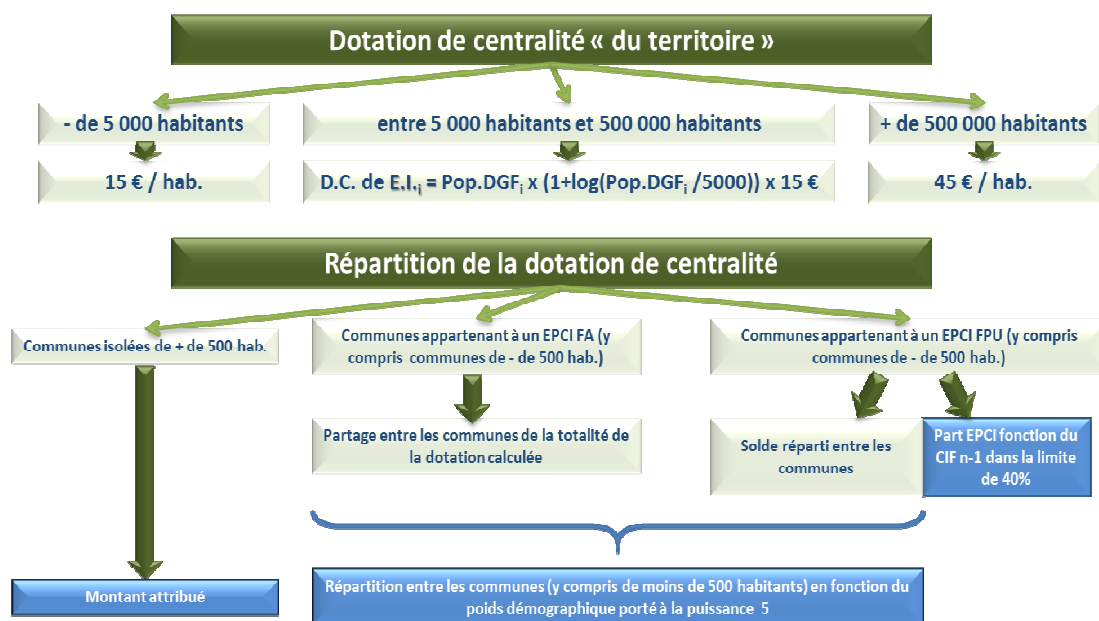 Dotation de centralité « du territoire »
- de 5 000 habitants
entre 5 000 habitants et 500 000 habitants
+ de 500 000 habitants
15 € / hab.
D.C. de E.I.i = Pop.DGFi x (1+log(Pop.DGFi /5000)) x 15 €
45 € / hab.
Répartition de la dotation de centralité
Communes isolées de + de 500 hab.
Communes appartenant à un EPCI FA (y
compris communes de - de 500 hab.)
Communes appartenant à un EPCI FPU (y compris
communes de - de 500 hab.)
Partage entre les communes de la totalité de
la dotation calculée
Solde réparti entre les
communes
Part EPCI fonction du
CIF n-1 dans la limite
de 40%
Montant attribué
Répartition entre les communes (y compris de moins de 500 habitants) en fonction du
poids démographique porté à la puissance 5